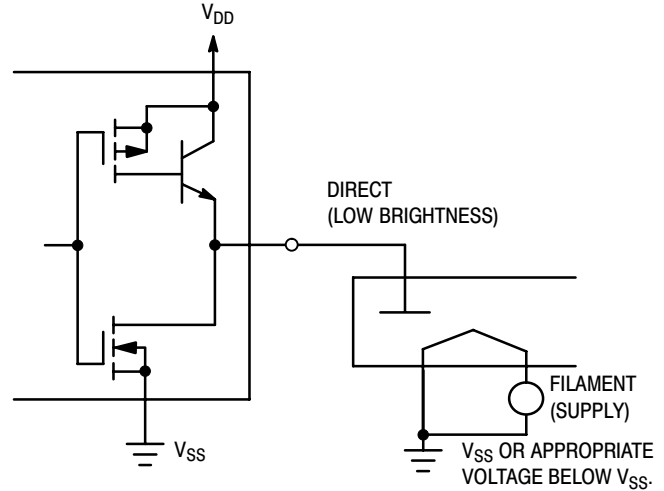 VDD
DIRECT
(LOW BRIGHTNESS)
FILAMENT
(SUPPLY)
VSS
VSS OR APPROPRIATE
VOLTAGE BELOW VSS.